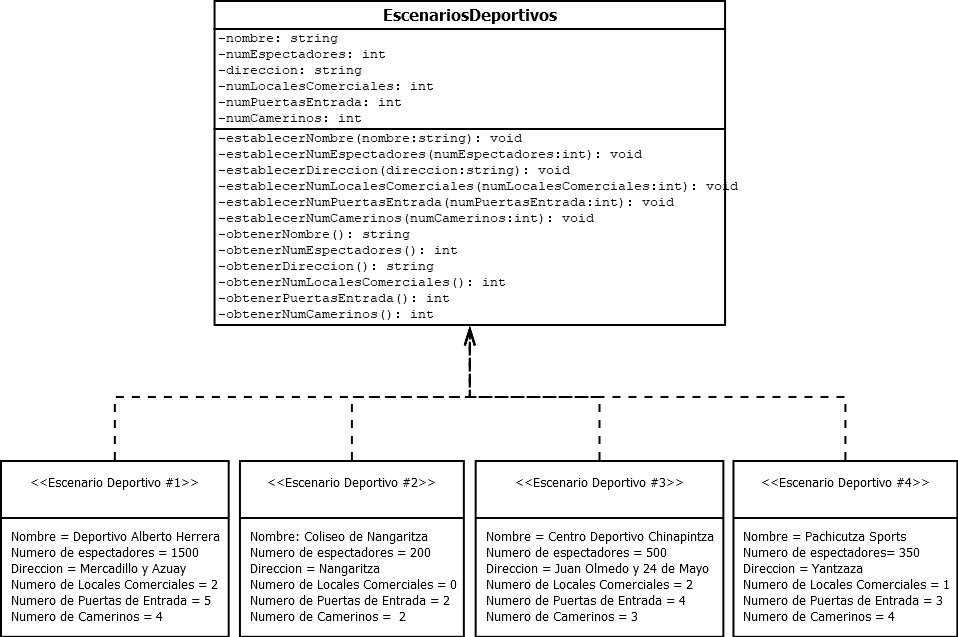 EscenariosDeportivos
-nombre: string
-numEspectadores: int
-direccion: string
-numLocalesComerciales: int
-numPuertasEntrada: int
-numCamerinos: int
-establecerNombre(nombre:string): void
-establecerNumEspectadores(numEspectadores:int): void
-establecerDireccion(direccion:string): void
-establecerNumLocalesComerciales(numLocalesComerciales:int): void
-establecerNumPuertasEntrada(numPuertasEntrada:int): void
-establecerNumCamerinos(numCamerinos:int): void
-obtenerNombre(): string
-obtenerNumEspectadores(): int
-obtenerDireccion(): string
-obtenerNumLocalesComerciales(): int
-obtenerPuertasEntrada(): int
-obtenerNumCamerinos(): int
<<Escenario Deportivo #1>>
Nombre = Deportivo Alberto Herrera
Numero de espectadores = 1500
Direccion = Mercadillo y Azuay
Numero de Locales Comerciales = 2
Numero de Puertas de Entrada = 5
Numero de Camerinos = 4
<<Escenario Deportivo #2>>
Nombre: Coliseo de Nangaritza
Numero de espectadores = 200
Direccion = Nangaritza
Numero de Locales Comerciales = 0
Numero de Puertas de Entrada = 2
Numero de Camerinos =  2
<<Escenario Deportivo #3>>
Nombre = Centro Deportivo Chinapintza
Numero de espectadores = 500
Direccion = Juan Olmedo y 24 de Mayo
Numero de Locales Comerciales = 2
Numero de Puertas de Entrada = 4
Numero de Camerinos = 3
<<Escenario Deportivo #4>>
Nombre = Pachicutza Sports
Numero de espectadores= 350
Direccion = Yantzaza
Numero de Locales Comerciales = 1
Numero de Puertas de Entrada = 3
Numero de Camerinos = 4